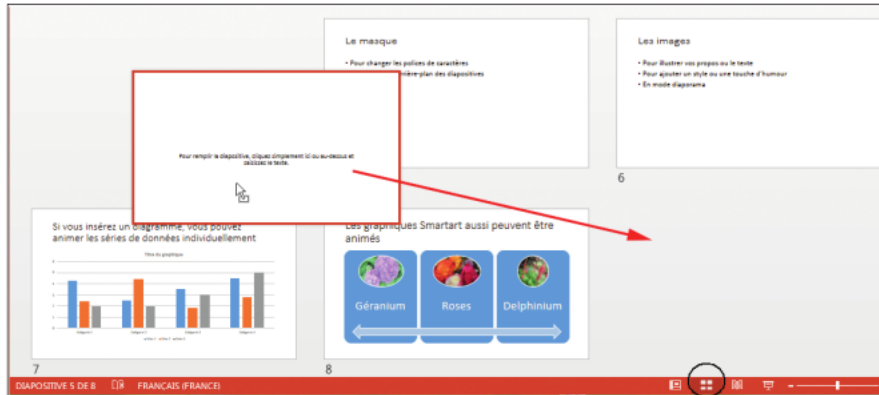 Le masque
• Pour changer les polices de caractères
ière-plan des diapositives
Les images
• Pour illustrer vos propos ou le texte
• Pour ajouter un style ou une touche d'humour
• En mode diaporama
6
Pour remplir la diapositive, cliquez simplement ici ou au-dessus et
saisissez le texte.
Si vous insérez un diagramme, vous pouvez
animer les séries de données individuellement
Titre du graphique
7
Les graphiques Smartart aussi peuvent être
animés
Géranium
Roses
Delphinium
8
DIAPOSITIVE 5 DE 8
FRANÇAIS (FRANCE)